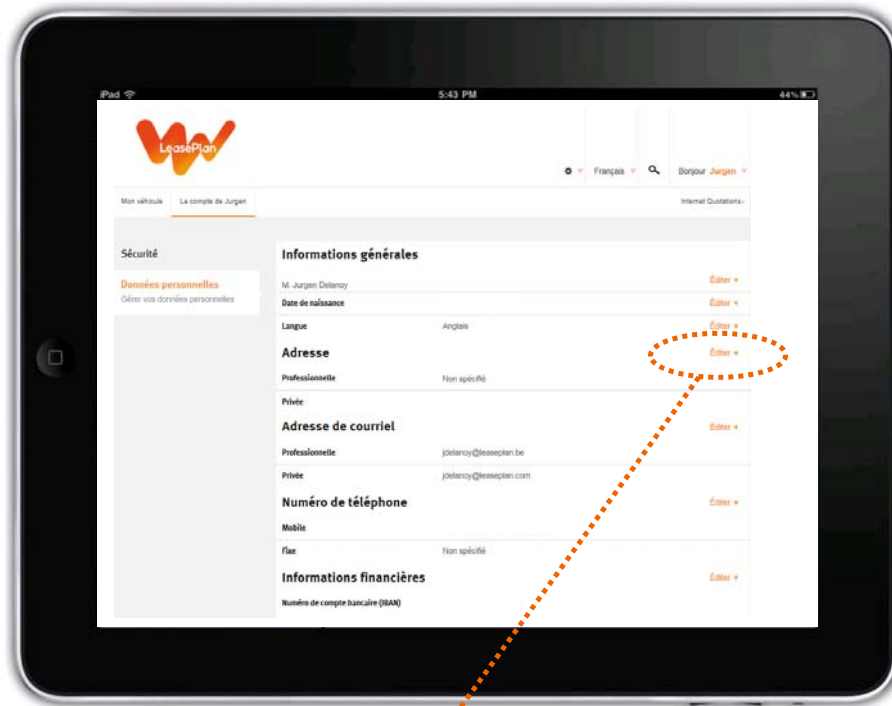 iPad 5:43 PM 44%
LeasePlan
Français Bonjour Jurgen
Mon véhicule Le compte de Jurgen Internet Quotations
Sécurité
Données personnelles
Gérer vos données personnelles
Informations générales
M. Jurgen Delanoy Éditer +
Date de naissance Éditer +
Langue Anglais Éditer +
Adresse Éditer +
Professionnelle Non spécifié
Privée
Adresse de courriel Éditer +
Professionnelle jdelanoy@leaseplan.be
Privée jdelanoy@leaseplan.com
Numéro de téléphone Éditer +
Mobile
Fixe Non spécifié
Informations financières Éditer +
Numéro de compte bancaire (IBAN)